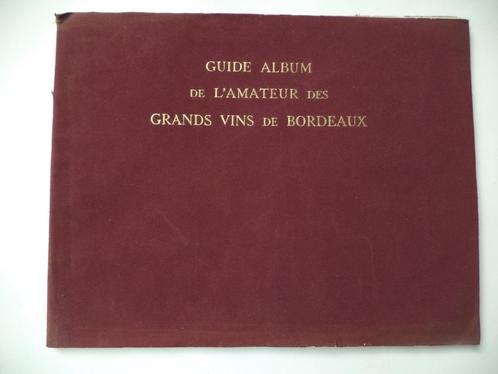 GUIDE ALBUM
DE L'AMATEUR DES
GRANDS VINS DE BORDEAUX